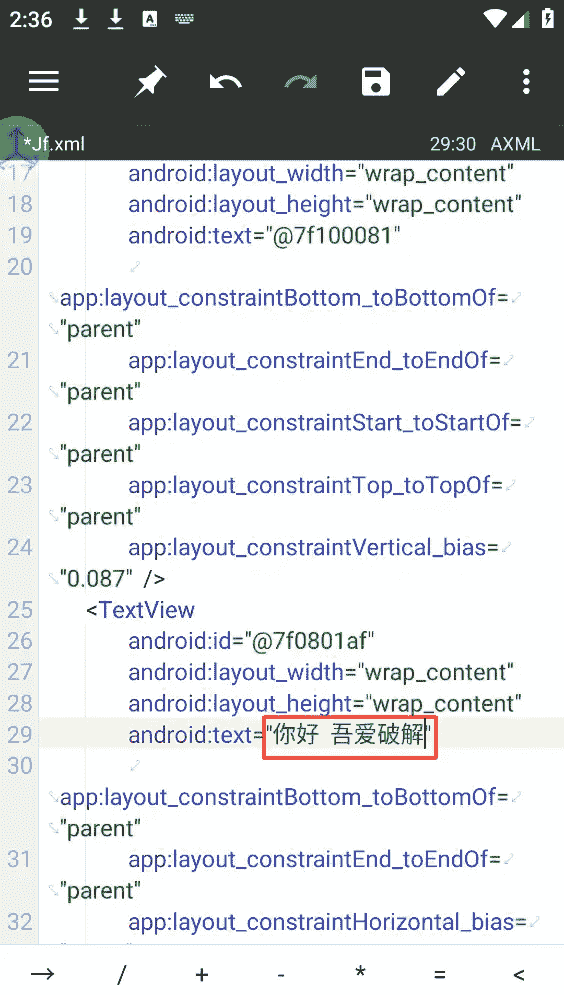 2:36
A
*Jf.xml
29:30 AXML
17 android:layout_width="wrap_content"
18 android:layout_height="wrap_content"
19 android:text="@7f100081"
20
app:layout_constraintBottom_toBottomOf=
"parent"
21 app:layout_constraintEnd_toEndOf=
"parent"
22 app:layout_constraintStart_toStartOf=
"parent"
23 app:layout_constraintTop_toTopOf=
"parent"
24 app:layout_constraintVertical_bias=
"0.087" />
25 <TextView
26 android:id="@7f0801af"
27 android:layout_width="wrap_content"
28 android:layout_height="wrap_content"
29 android:text="你好 吾爱破解"
30
app:layout_constraintBottom_toBottomOf=
"parent"
31 app:layout_constraintEnd_toEndOf=
"parent"
32 app:layout_constraintHorizontal_bias=
→ / + - * = <